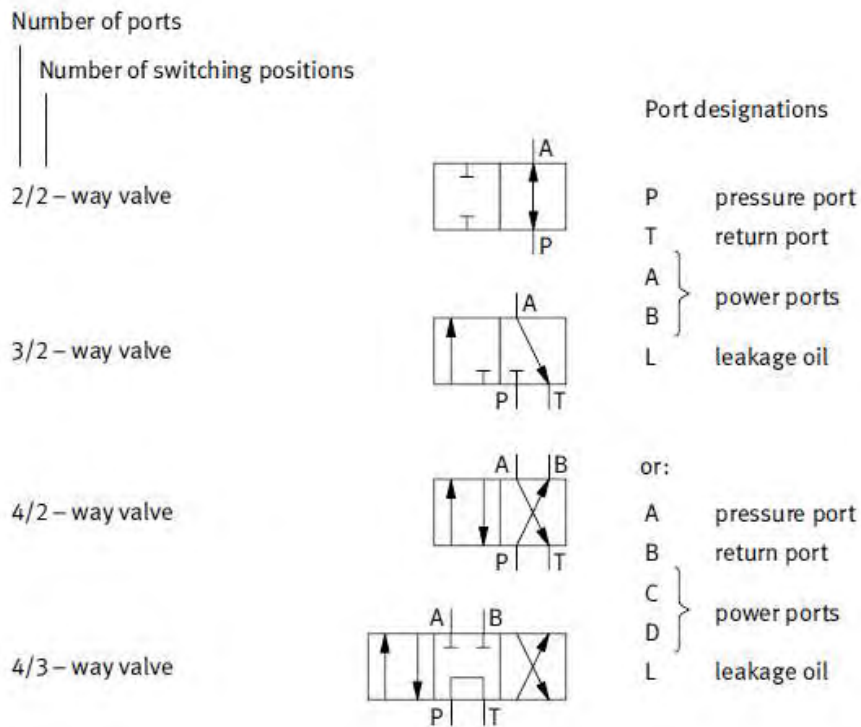 Number of ports
Number of switching positions
Port designations
2/2 – way valve
A
P
P pressure port
T return port
A
B
power ports
L leakage oil
3/2 – way valve
A
P T
4/2 – way valve
A B
P T
or:
A pressure port
B return port
C
D
power ports
L leakage oil
4/3 – way valve
A B
P T